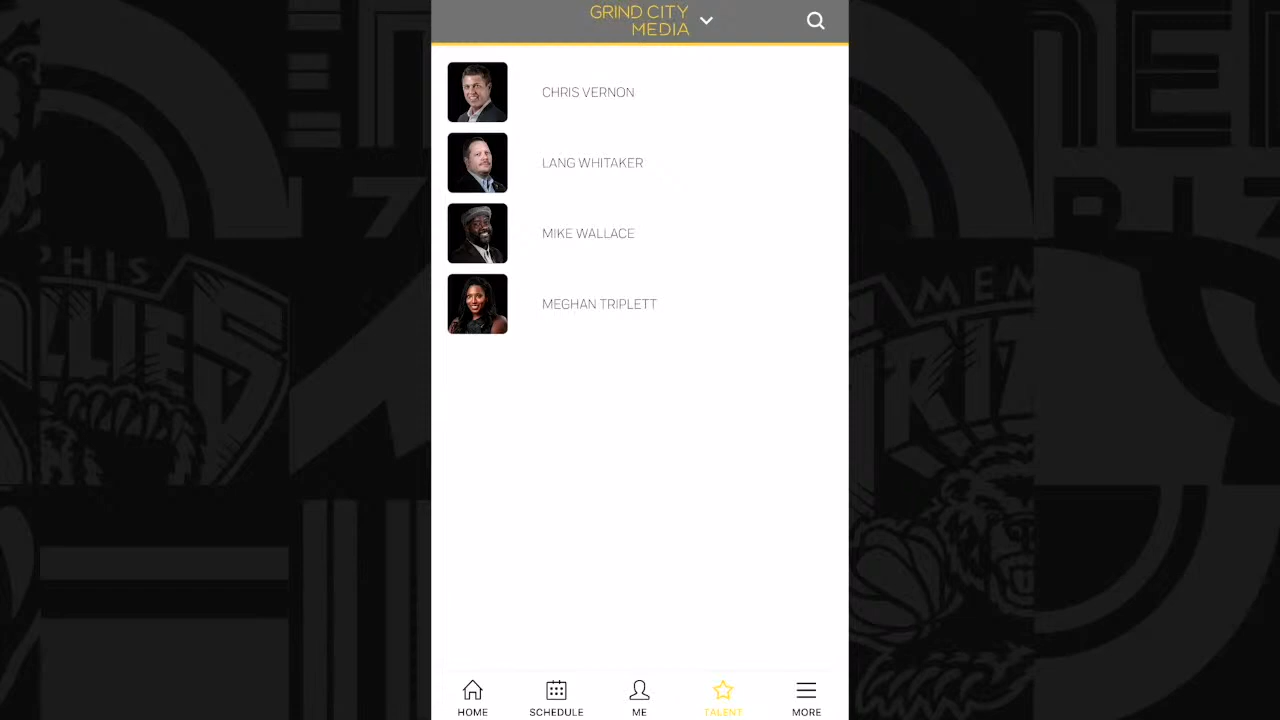 GRIND CITY
MEDIA
CHRIS VERNON
LANG WHITAKER
MIKE WALLACE
MEGHAN TRIPLETT
HOME
SCHEDULE
ME
TALENT
MORE